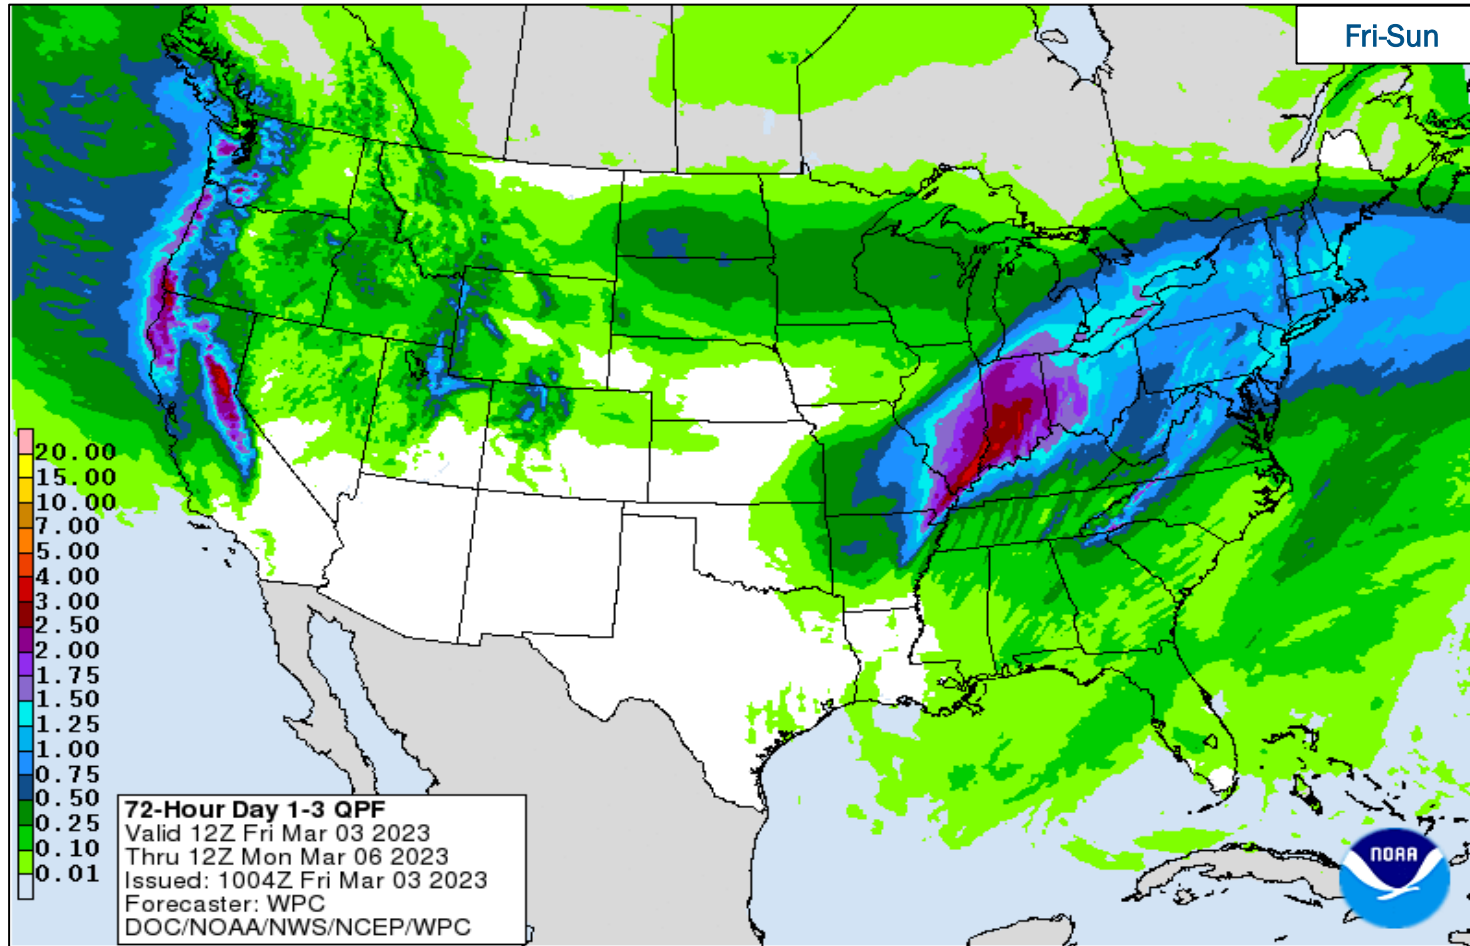 Fri-Sun
20.00
15.00
10.00
7.00
5.00
4.00
3.00
2.50
2.00
1.75
1.50
1.25
1.00
0.75
0.50
0.25
0.10
0.01
72-Hour Day 1-3 QPF
Valid 12Z Fri Mar 03 2023
Thru 12Z Mon Mar 06 2023
Issued: 1004Z Fri Mar 03 2023
Forecaster: WPC
DOC/NOAA/NWS/NCEP/WPC
NOAA